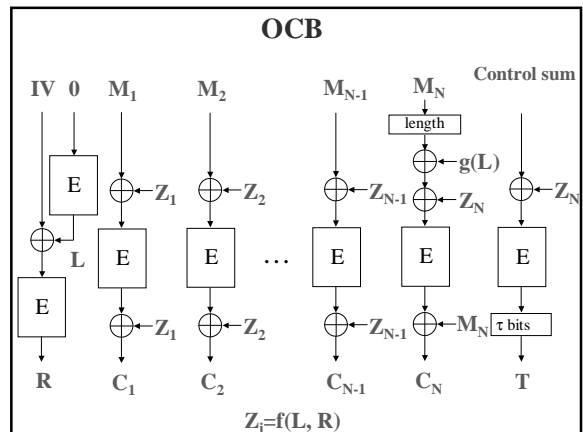 OCB
Control sum
IV 0 M1 M2 MN-1 MN
length
g(L)
E
Z1 Z2 ZN-1 ZN ZN
L
E E E E E
E …
Z1 Z2 ZN-1 MN τ bits
R C1 C2 CN-1 CN T
Zi=f(L, R)